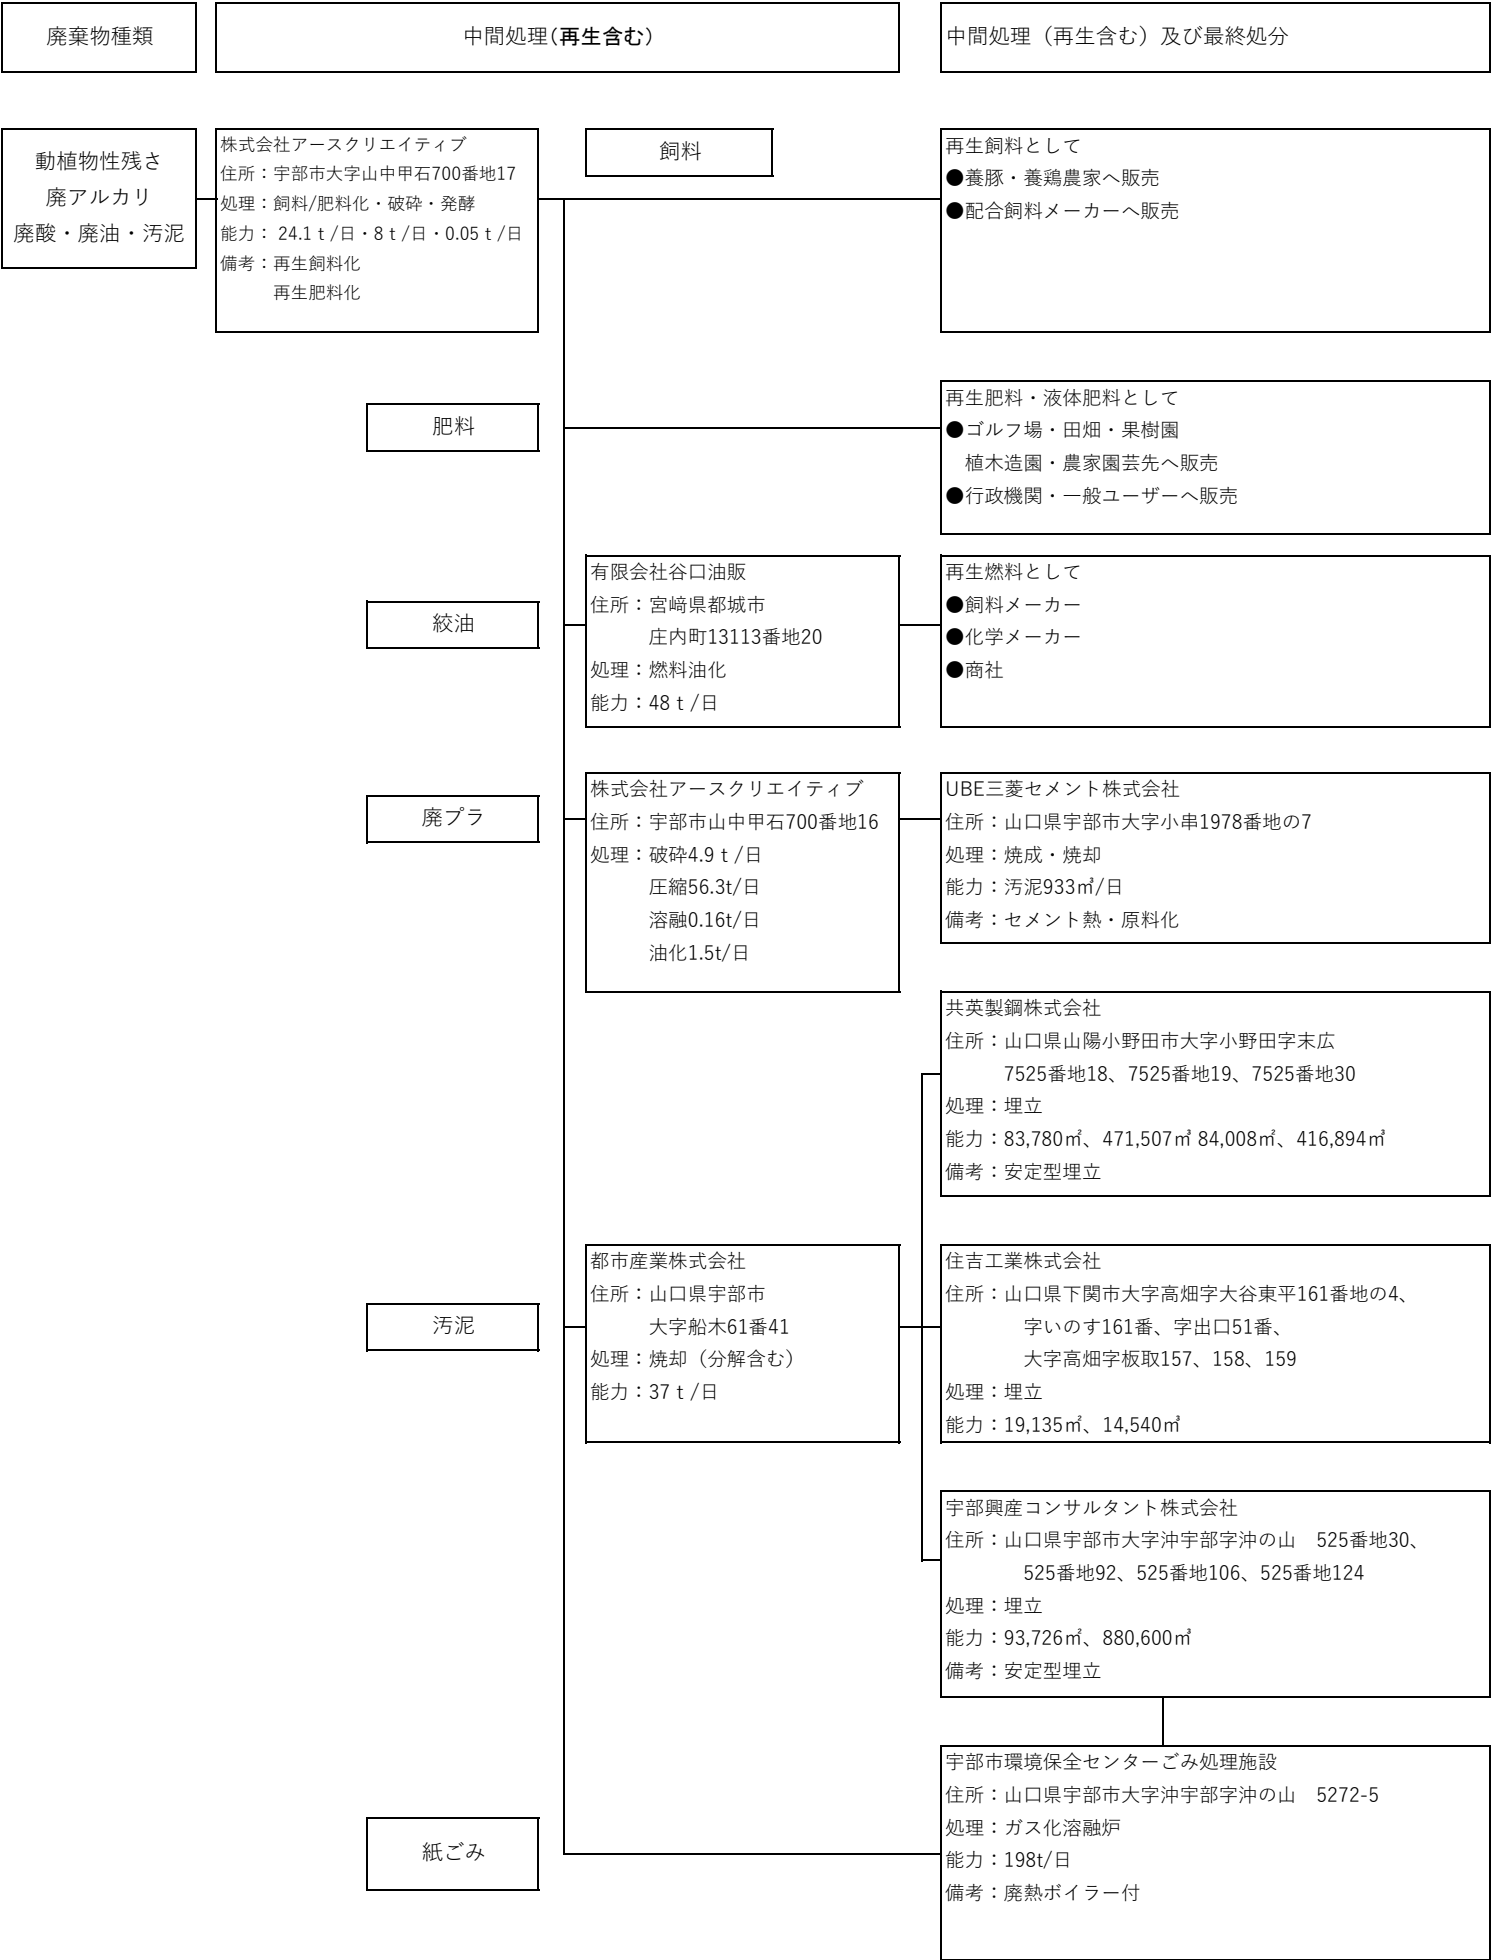 廃棄物種類
中間処理(再生含む)
中間処理（再生含む）及び最終処分
動植物性残さ
廃アルカリ
廃酸・廃油・汚泥
株式会社アースクリエイティブ
住所：宇部市大字山中甲石700番地17
処理：飼料/肥料化・破砕・発酵
能力： 24.1ｔ/日・8ｔ/日・0.05ｔ/日
備考：再生飼料化
再生肥料化
飼料
再生飼料として
●養豚・養鶏農家へ販売
●配合飼料メーカーへ販売
肥料
再生肥料・液体肥料として
●ゴルフ場・田畑・果樹園
植木造園・農家園芸先へ販売
●行政機関・一般ユーザーへ販売
絞油
有限会社谷口油販
住所：宮﨑県都城市
庄内町13113番地20
処理：燃料油化
能力：48ｔ/日
再生燃料として
●飼料メーカー
●化学メーカー
●商社
廃プラ
株式会社アースクリエイティブ
住所：宇部市山中甲石700番地16
処理：破砕4.9ｔ/日
圧縮56.3t/日
溶融0.16t/日
油化1.5t/日
UBE三菱セメント株式会社
住所：山口県宇部市大字小串1978番地の7
処理：焼成・焼却
能力：汚泥933㎥/日
備考：セメント熱・原料化
共英製鋼株式会社
住所：山口県山陽小野田市大字小野田字末広
7525番地18、7525番地19、7525番地30
処理：埋立
能力：83,780㎡、471,507㎥ 84,008㎡、416,894㎥
備考：安定型埋立
汚泥
都市産業株式会社
住所：山口県宇部市
大字船木61番41
処理：焼却（分解含む）
能力：37ｔ/日
住吉工業株式会社
住所：山口県下関市大字高畑字大谷東平161番地の4、
字いのす161番、字出口51番、
大字高畑字板取157、158、159
処理：埋立
能力：19,135㎡、14,540㎥
宇部興産コンサルタント株式会社
住所：山口県宇部市大字沖宇部字沖の山　525番地30、
525番地92、525番地106、525番地124
処理：埋立
能力：93,726㎡、880,600㎥
備考：安定型埋立
紙ごみ
宇部市環境保全センターごみ処理施設
住所：山口県宇部市大字沖宇部字沖の山　5272-5
処理：ガス化溶融炉
能力：198t/日
備考：廃熱ボイラー付